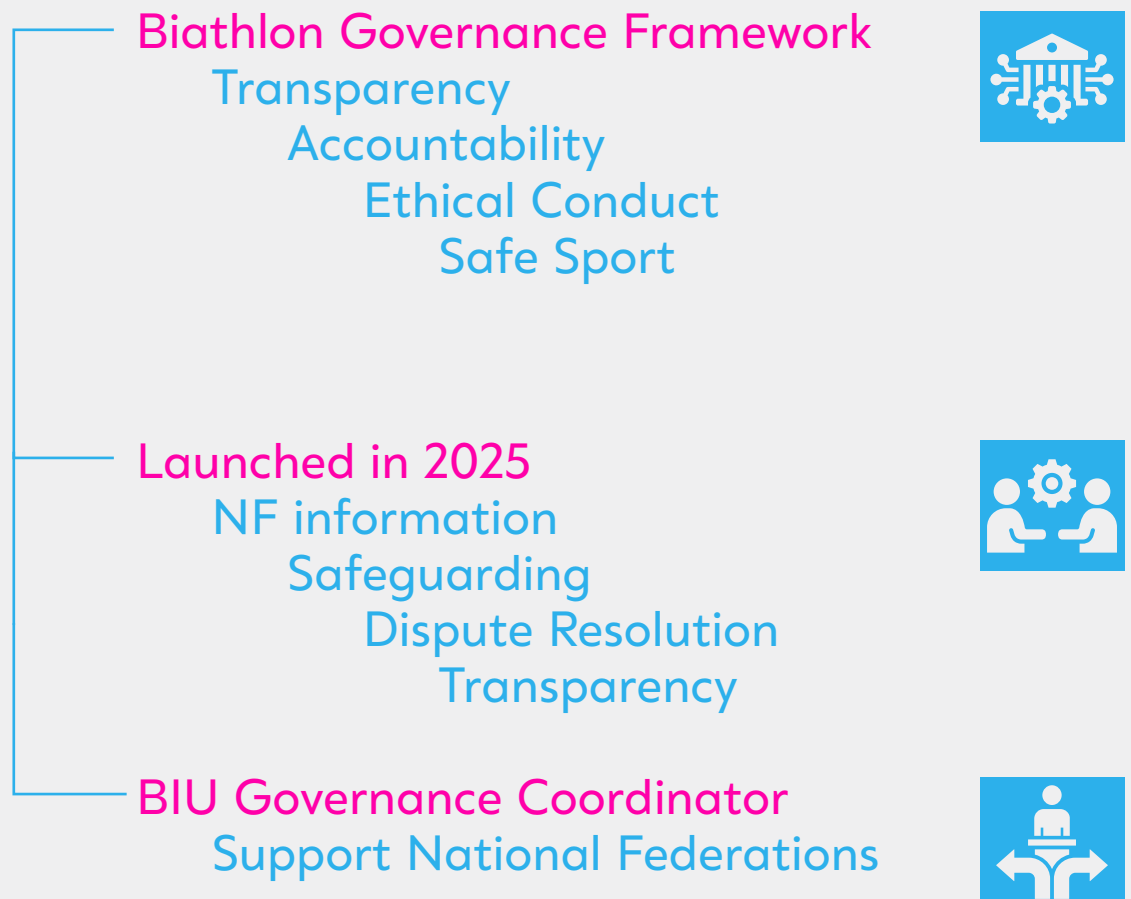 Biathlon Governance Framework
Transparency
Accountability
Ethical Conduct
Safe Sport
Launched in 2025
NF information
Safeguarding
Dispute Resolution
Transparency
BIU Governance Coordinator
Support National Federations